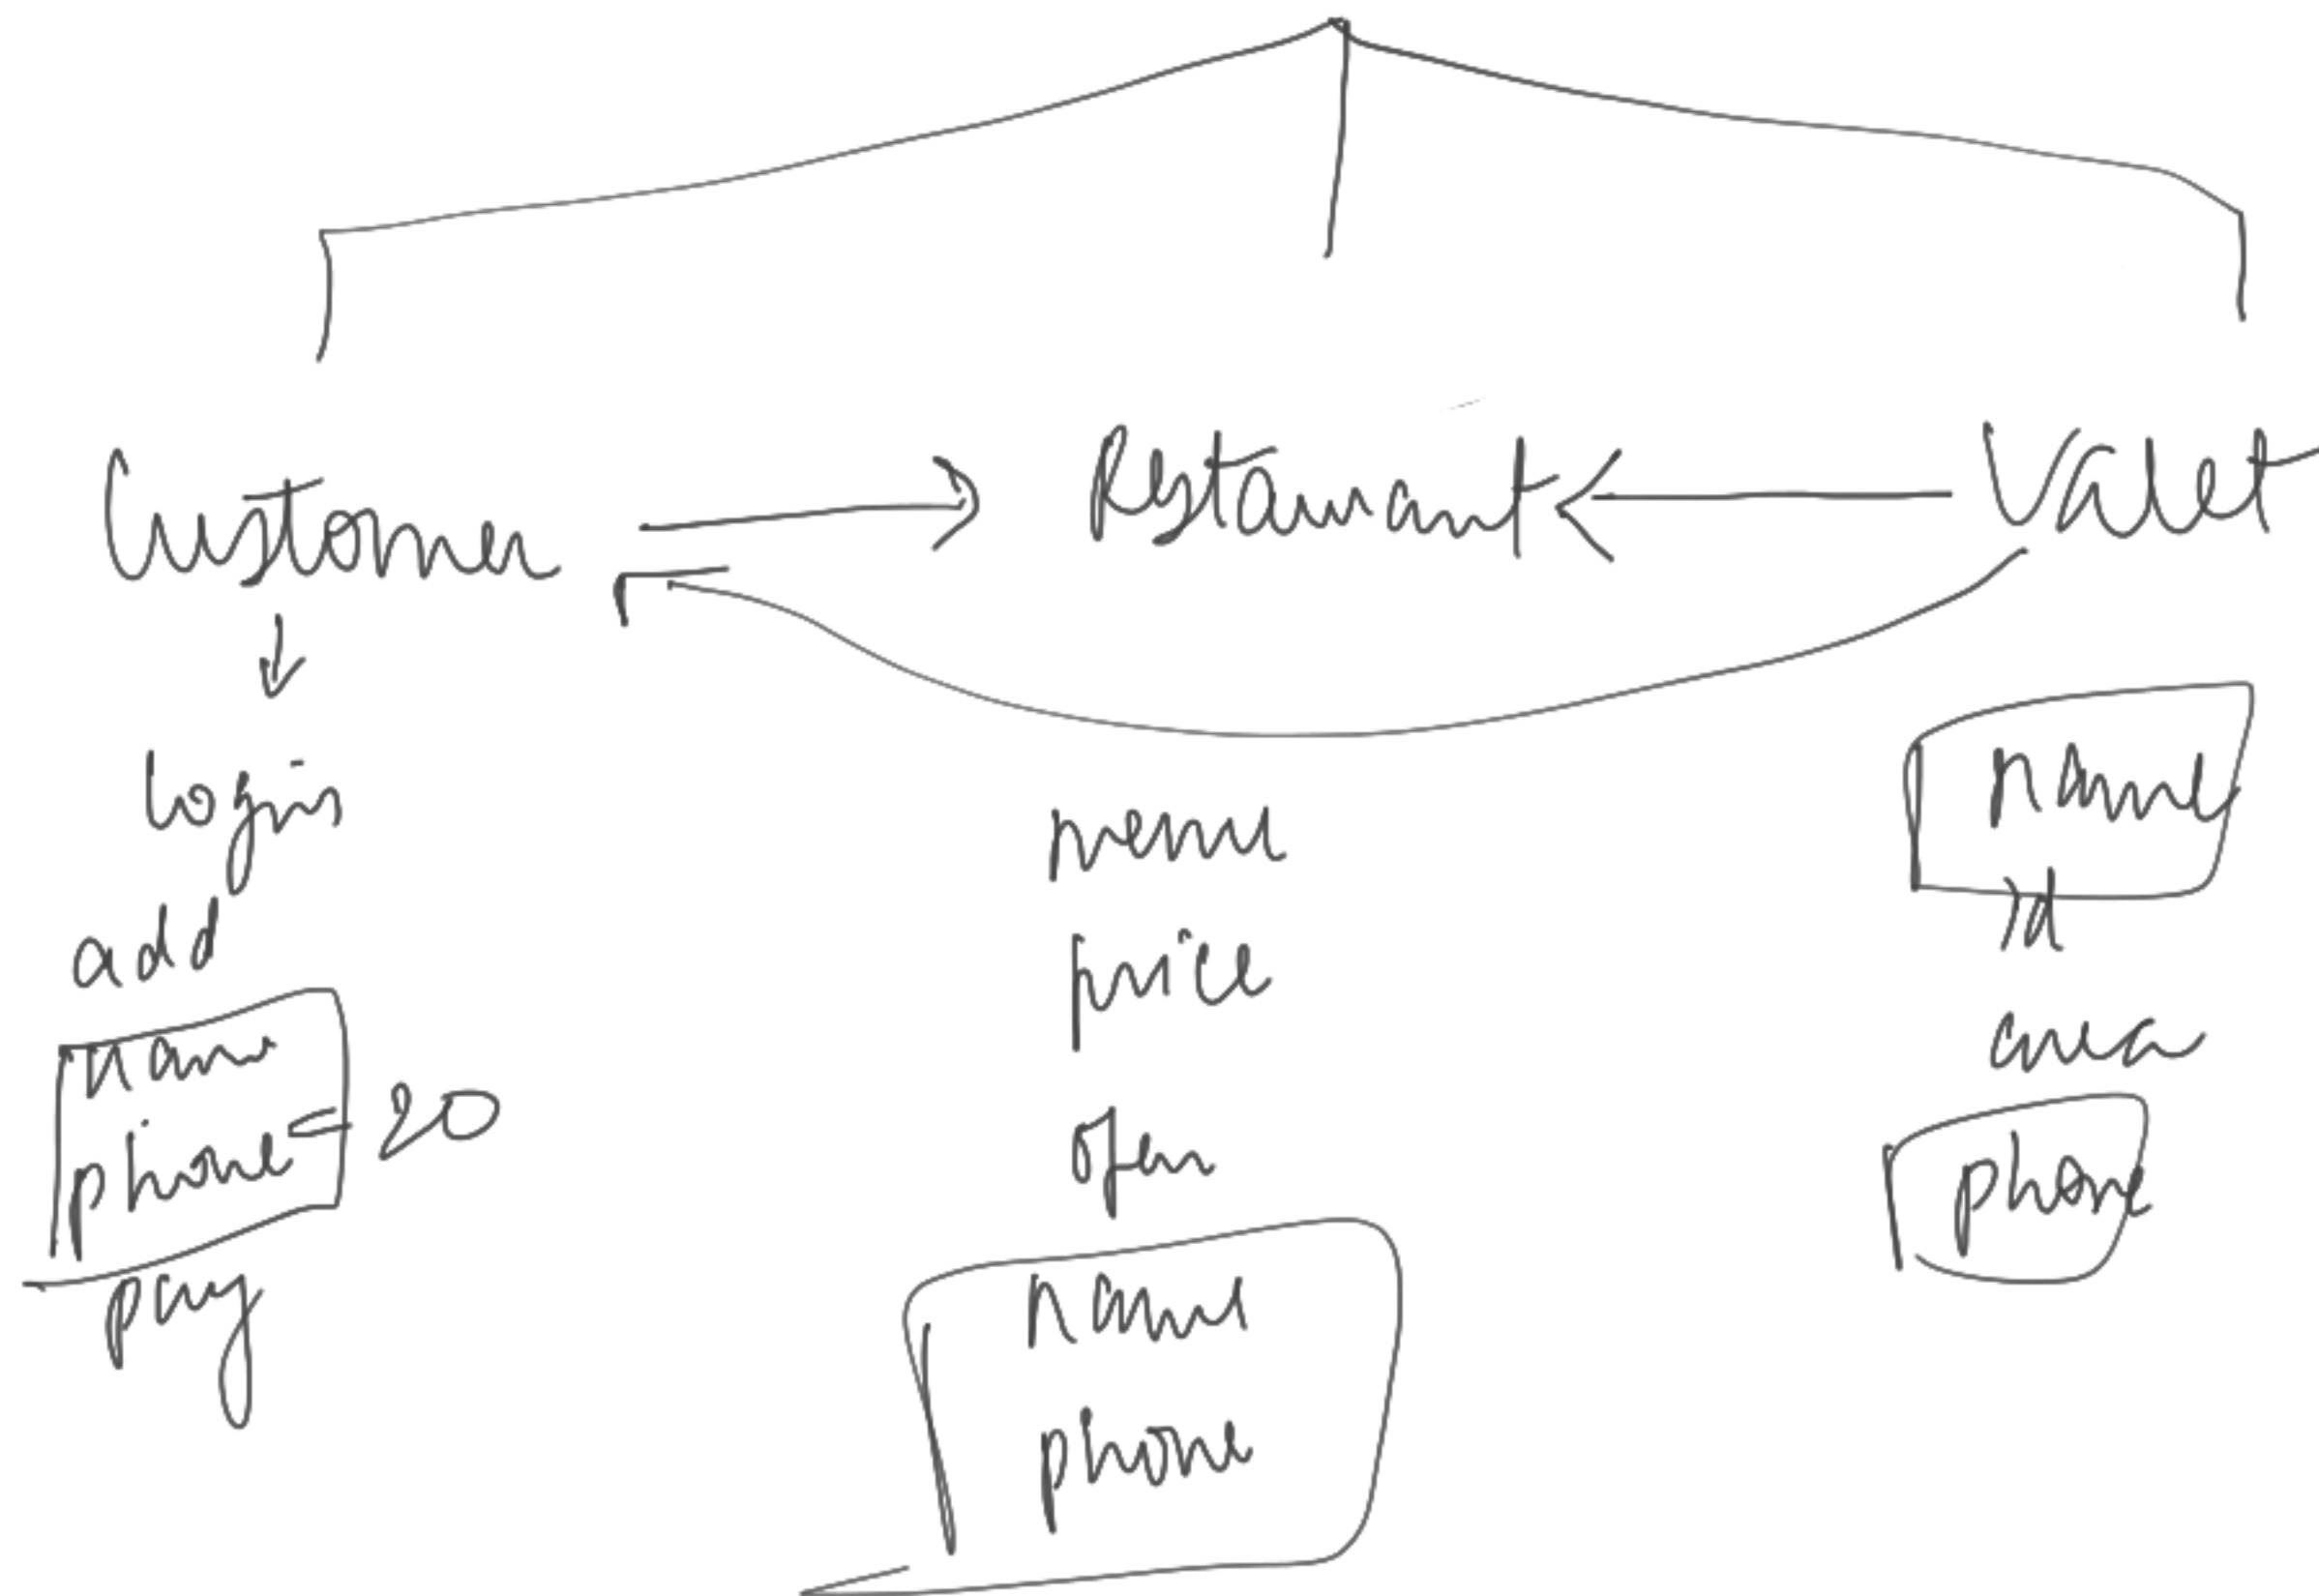 Customer Restaurant Valet
login
add
name
phone = 20
pay
menu
price
open
name
phone
name
id
area
phone